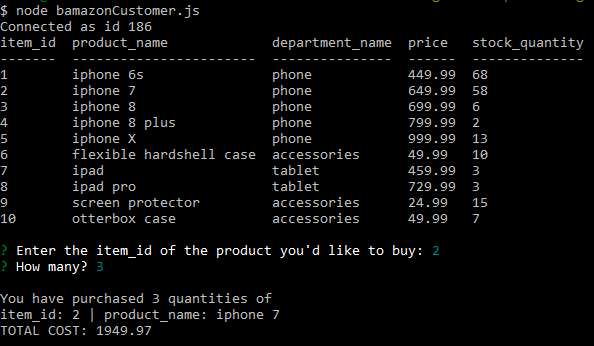 $ node bamazonCustomer.js
Connected as id 186
item_id  product_name             department_name  price   stock_quantity
-------  -----------------------  ---------------  ------  --------------
1        iphone 6s                phone            449.99  68
2        iphone 7                 phone            649.99  58
3        iphone 8                 phone            699.99  6
4        iphone 8 plus            phone            799.99  2
5        iphone X                 phone            999.99  13
6        flexible hardshell case  accessories      49.99   10
7        ipad                     tablet           459.99  3
8        ipad pro                 tablet           729.99  3
9        screen protector         accessories      24.99   15
10       otterbox case            accessories      49.99   7
? Enter the item_id of the product you'd like to buy: 2
? How many? 3
You have purchased 3 quantities of
item_id: 2 | product_name: iphone 7
TOTAL COST: 1949.97